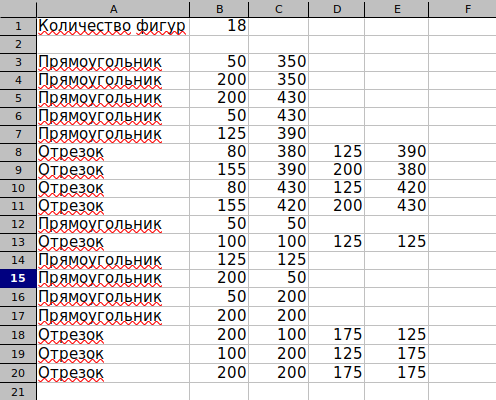 A B C D E F
1 Количество фигур 18
2
3 Прямоугольник 50 350
4 Прямоугольник 200 350
5 Прямоугольник 200 430
6 Прямоугольник 50 430
7 Прямоугольник 125 390
8 Отрезок 80 380 125 390
9 Отрезок 155 390 200 380
10 Отрезок 80 430 125 420
11 Отрезок 155 420 200 430
12 Прямоугольник 50 50
13 Отрезок 100 100 125 125
14 Прямоугольник 125 125
15 Прямоугольник 200 50
16 Прямоугольник 50 200
17 Прямоугольник 200 200
18 Отрезок 200 100 175 125
19 Отрезок 100 200 125 175
20 Отрезок 200 200 175 175
21